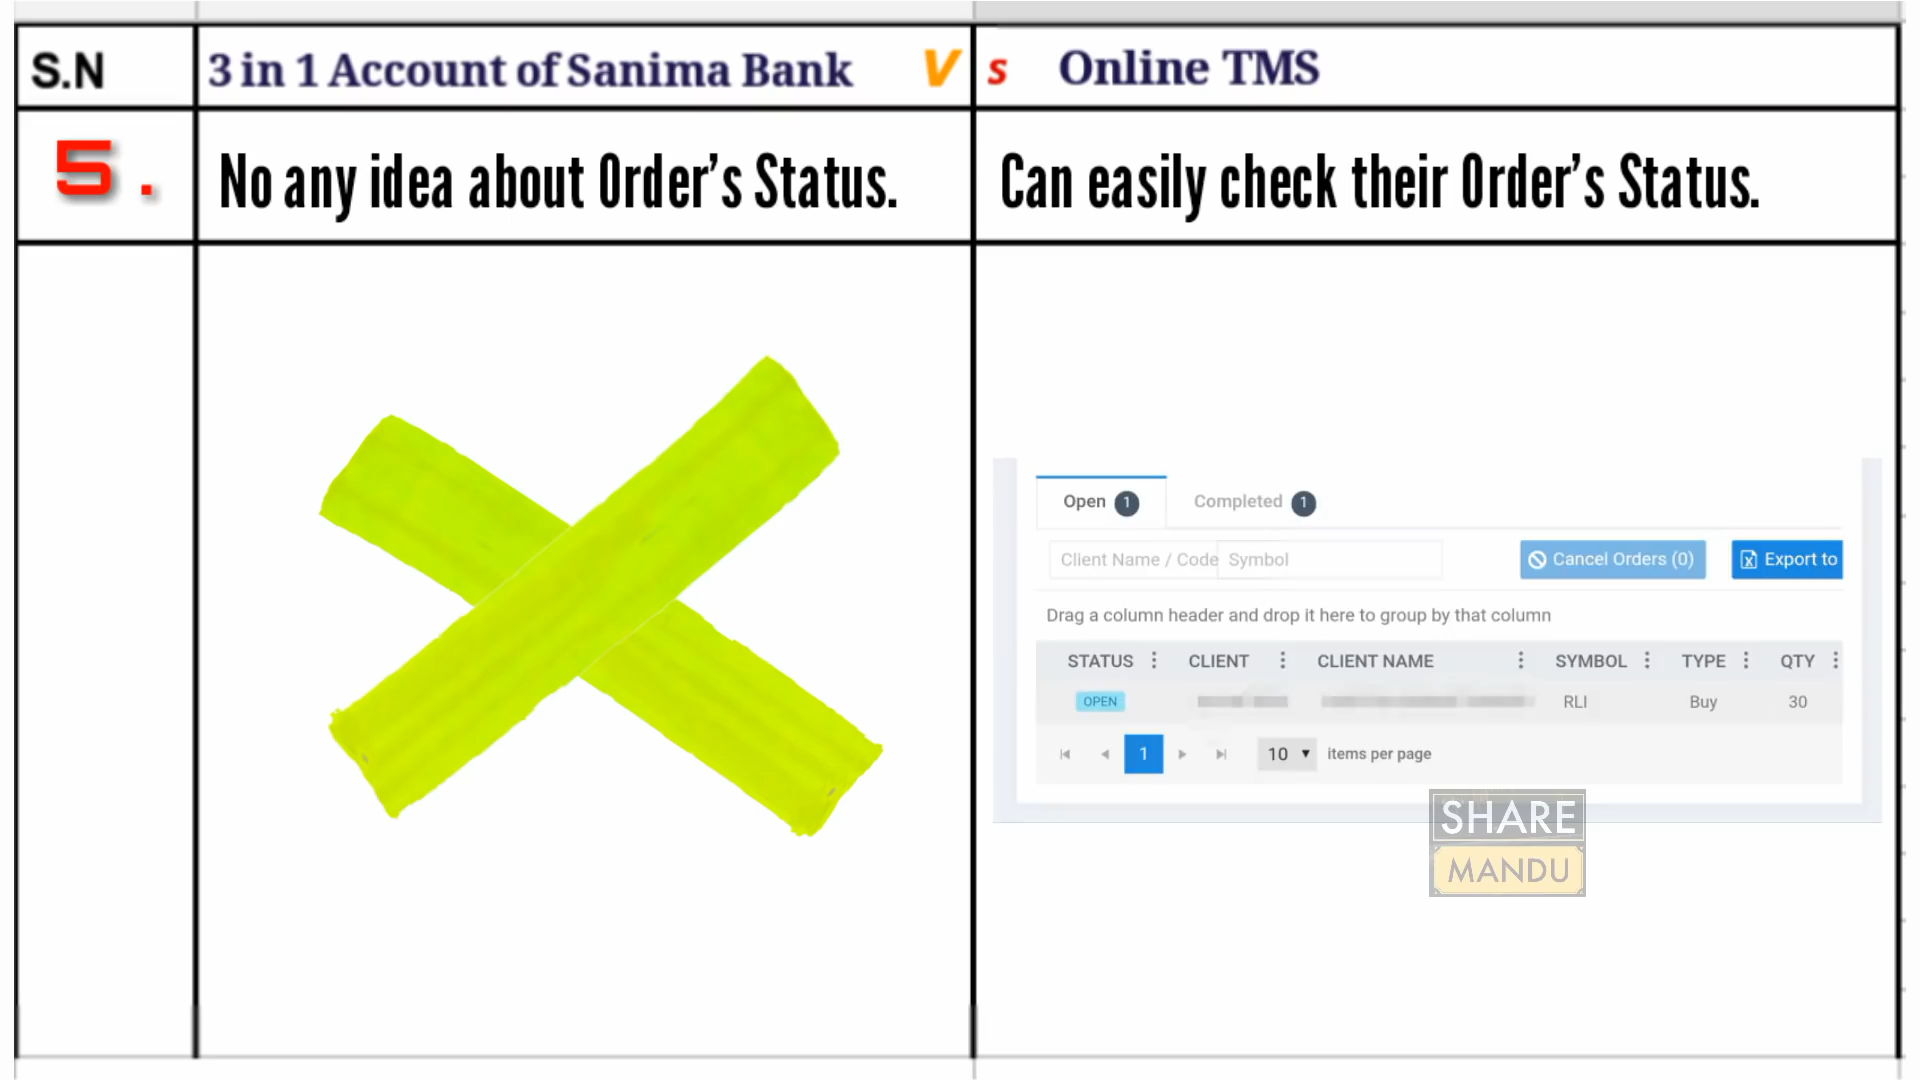 S.N
3 in 1 Account of Sanima Bank
V s
Online TMS
5 .
No any idea about Order's Status.
Can easily check their Order's Status.
Open 1
Completed 1
Client Name / Code
Symbol
Cancel Orders (0)
Export to
Drag a column header and drop it here to group by that column
STATUS CLIENT CLIENT NAME SYMBOL TYPE QTY
OPEN RLI Buy 30
1 10 items per page
SHARE
MANDU